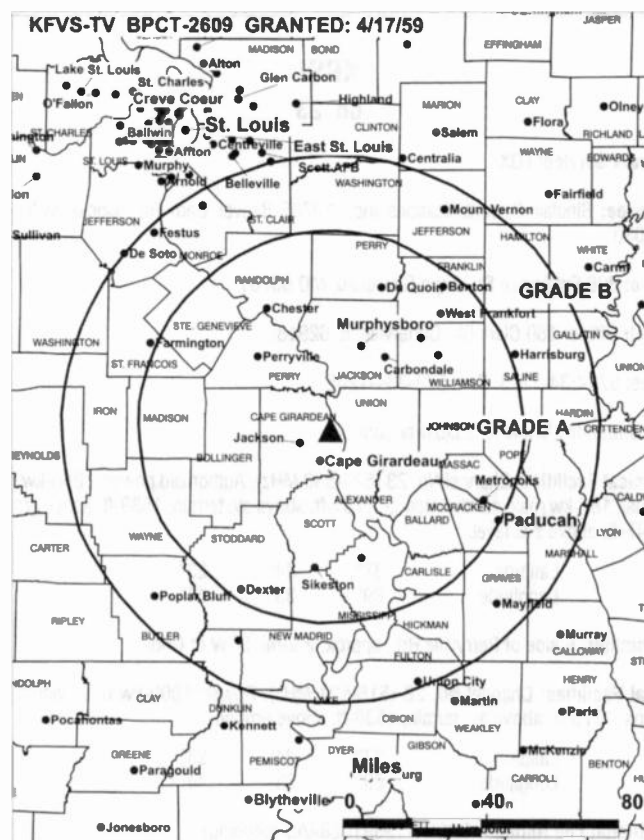 KFVS-TV BPCT-2609 GRANTED: 4/17/59
JASPER
MADISON BOND
EFFINGHAM
Alton
Lake St. Louis
St. Charles
Glen Carbon
CLAY
O'Fallon
Creve Coeur
Highland
MARION
Olney
ST. CHARLES
Ballwin
St. Louis
CLINTON
Salem
Flora
RICHLAND
Affton
Centreville
East St. Louis
WAYNE
EDWARDS
ST. LOUIS
Murphy
Scott AFB
Centralia
Arnold
Belleville
WASHINGTON
Fairfield
JEFFERSON
ST. CLAIR
Mount Vernon
Sullivan
Festus
JEFFERSON
HAMILTON
WHITE
De Soto
MONROE
PERRY
RANDOLPH
FRANKLIN
Carmi
Du Quoin
Benton
GRADE B
Chester
West Frankfort
STE. GENEVIEVE
Murphysboro
GALLATIN
WASHINGTON
Farmington
UNION
ST. FRANCOIS
Perryville
Carbondale
Harrisburg
PERRY
JACKSON
WILLIAMSON
SALINE
IRON
MADISON
CAPE GIRARDEAU
UNION
HARDIN
JOHNSON
GRADE A
CRITTENDEN
Jackson
REYNOLDS
BOLLINGER
Cape Girardeau
MASSAC
POPE
Metropolis
ALEXANDER
MCCRACKEN
SCOTT
BALLARD
Paducah
LYON
CARTER
WAYNE
STODDARD
MARSHALL
CARLISLE
Sikeston
GRAVES
Poplar Bluff
Dexter
Mayfield
RIPLEY
MISSISSIPPI
HICKMAN
BUTLER
NEW MADRID
Murray
FULTON
CALLOWAY
Union City
HENRY
CLAY
LAKE
Martin
Pocahontas
DUNKLIN
OBION
Paris
Kennett
WEAKLEY
GREENE
DYER
GIBSON
McKenzie
PEMISCOT
BENTON
Paragould
Miles
CARROLL
Blytheville
0 40 80
Jonesboro
Humboldt